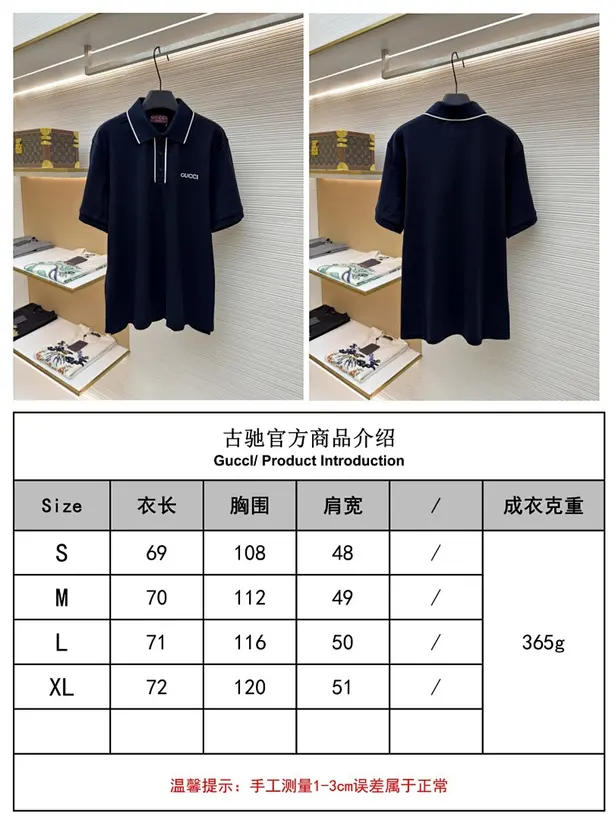 GUCCI
古驰官方商品介绍
Guccl/ Product Introduction
Size 衣长 胸围 肩宽 / 成衣克重
S 69 108 48 /
M 70 112 49 /
L 71 116 50 /
XL 72 120 51 /
365g
温馨提示：手工测量1-3cm误差属于正常